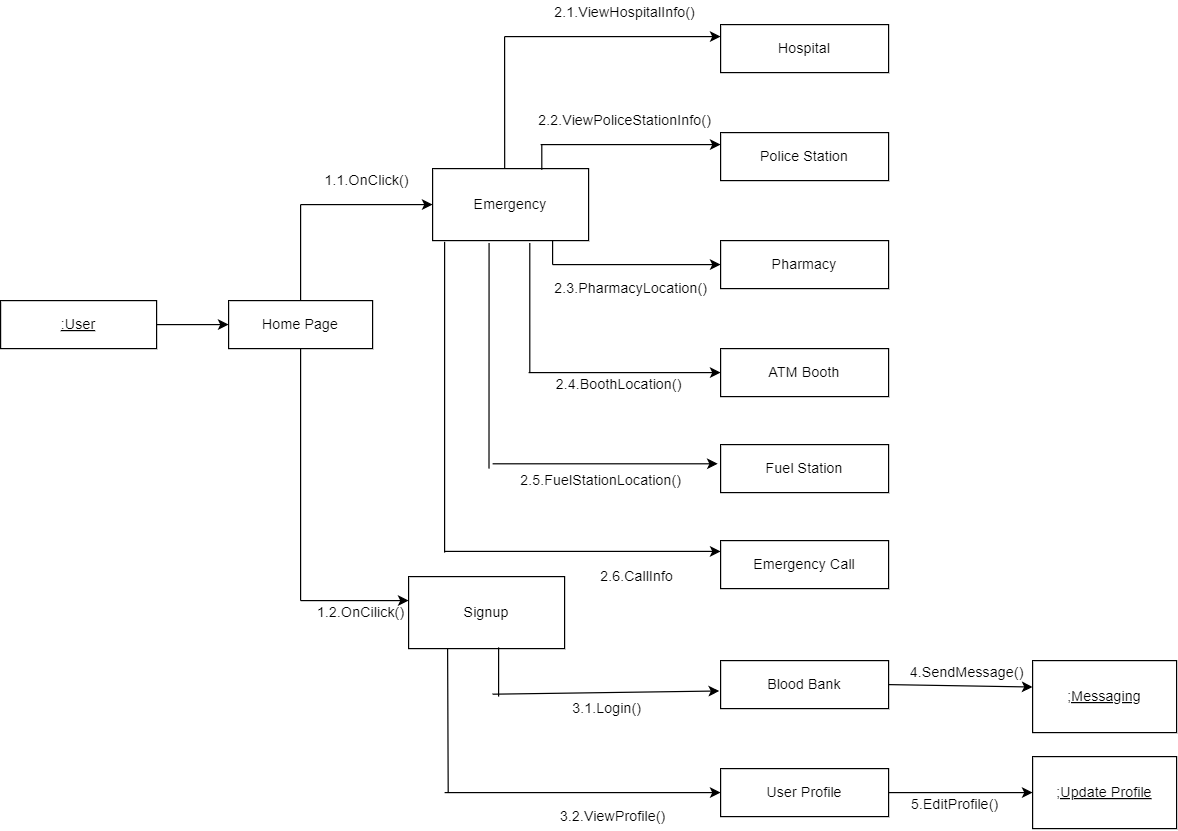 2.1.ViewHospitalInfo()
Hospital
2.2.ViewPoliceStationInfo()
Police Station
1.1.OnClick()
Emergency
Pharmacy
2.3.PharmacyLocation()
:User
Home Page
ATM Booth
2.4.BoothLocation()
Fuel Station
2.5.FuelStationLocation()
Emergency Call
2.6.CallInfo
1.2.OnCilick()
Signup
Blood Bank
4.SendMessage()
;Messaging
3.1.Login()
User Profile
5.EditProfile()
;Update Profile
3.2.ViewProfile()